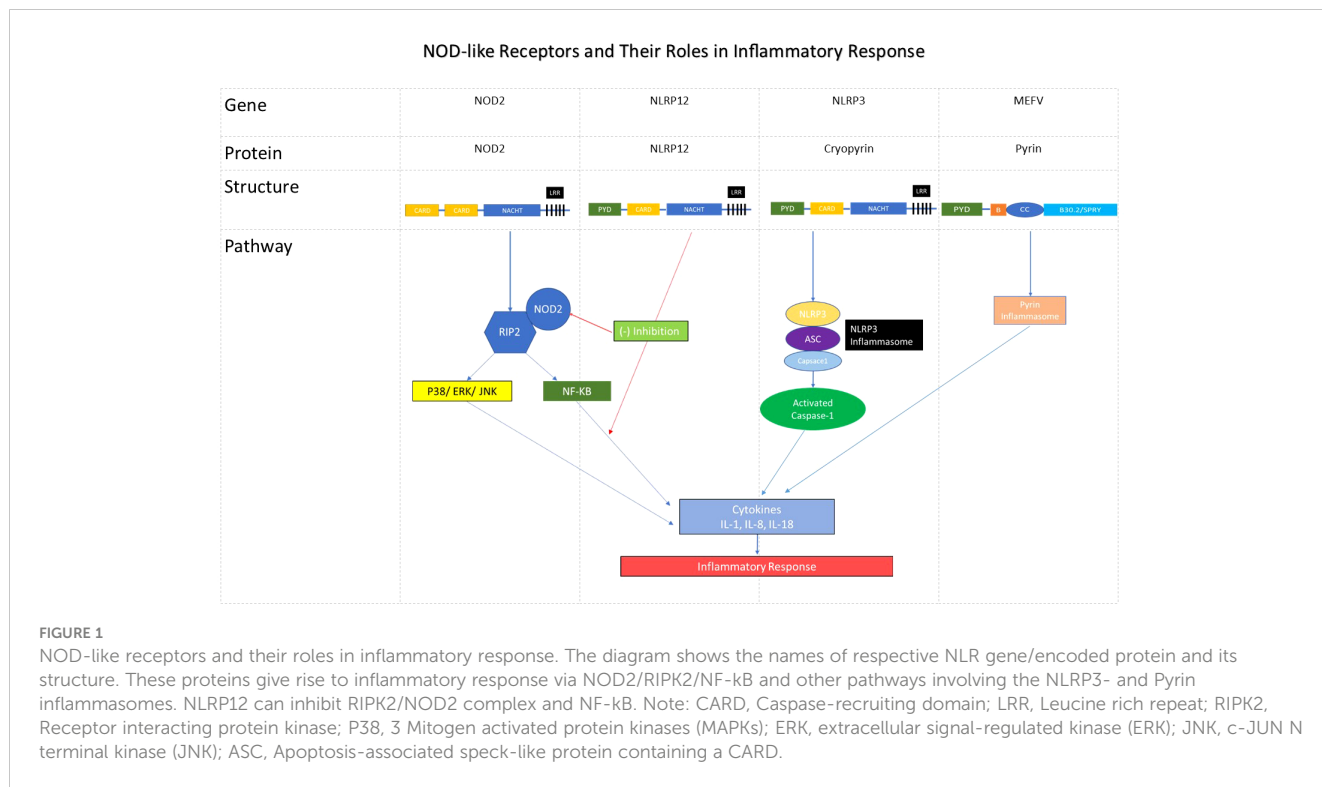 NOD-like Receptors and Their Roles in Inflammatory Response
Gene
NOD2
NLRP12
NLRP3
MEFV
Protein
NOD2
NLRP12
Cryopyrin
Pyrin
Structure
LRR
CARD
CARD
NACHT
LRR
PYD
CARD
NACHT
LRR
PYD
CARD
NACHT
PYD
B
CC
B30.2/SPRY
Pathway
NOD2
RIP2
(-) Inhibition
P38/ ERK/ JNK
NF-KB
NLRP3
ASC
Capsace1
NLRP3
Inflammasome
Activated
Caspase-1
Pyrin
Inflammasome
Cytokines
IL-1, IL-8, IL-18
Inflammatory Response
FIGURE 1
NOD-like receptors and their roles in inflammatory response. The diagram shows the names of respective NLR gene/encoded protein and its
structure. These proteins give rise to inflammatory response via NOD2/RIPK2/NF-kB and other pathways involving the NLRP3- and Pyrin
inflammasomes. NLRP12 can inhibit RIPK2/NOD2 complex and NF-kB. Note: CARD, Caspase-recruiting domain; LRR, Leucine rich repeat; RIPK2,
Receptor interacting protein kinase; P38, 3 Mitogen activated protein kinases (MAPKs); ERK, extracellular signal-regulated kinase (ERK); JNK, c-JUN N
terminal kinase (JNK); ASC, Apoptosis-associated speck-like protein containing a CARD.